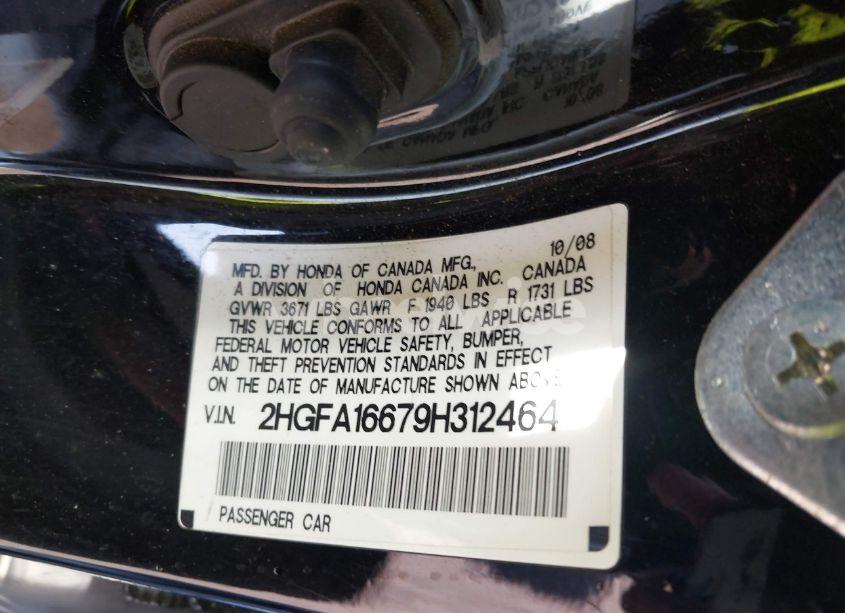 10/08
MFD. BY HONDA OF CANADA MFG.,
A DIVISION OF HONDA CANADA INC. CANADA
GVWR 3671 LBS GAWR F 1940 LBS R 1731 LBS
THIS VEHICLE CONFORMS TO ALL APPLICABLE
FEDERAL MOTOR VEHICLE SAFETY, BUMPER,
AND THEFT PREVENTION STANDARDS IN EFFECT
ON THE DATE OF MANUFACTURE SHOWN ABOVE
V.I.N. 2HGFA16679H312464
PASSENGER CAR